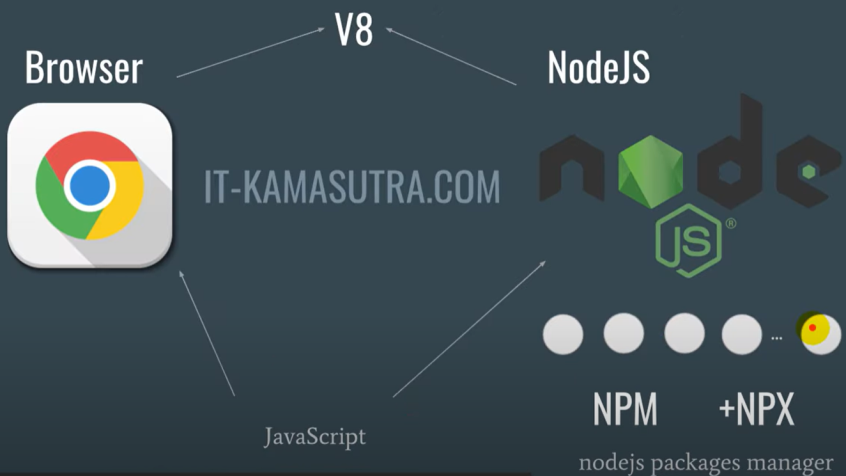 V8
Browser
NodeJS
IT-KAMASUTRA.COM
node
JS®
...
NPM +NPX
JavaScript
nodejs packages manager